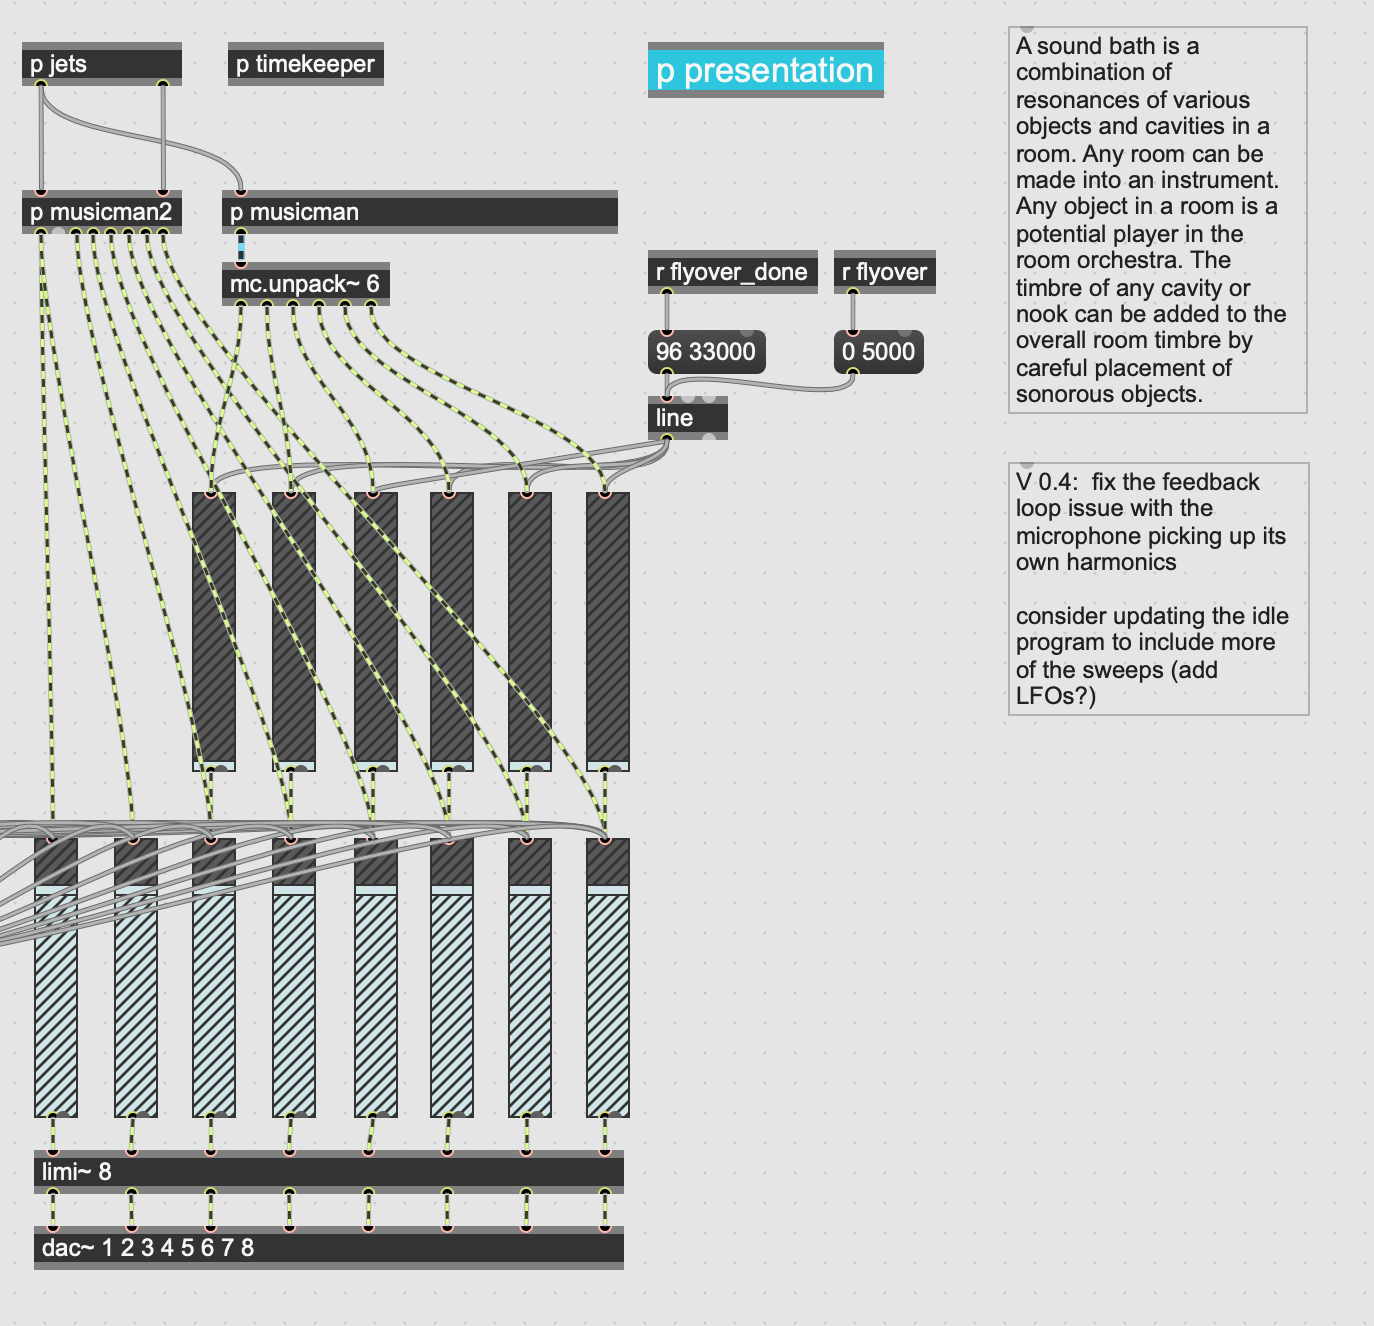 p jets
p timekeeper
p presentation
p musicman2
p musicman
mc.unpack~ 6
r flyover_done
r flyover
96 33000
0 5000
line
limi~ 8
dac~ 1 2 3 4 5 6 7 8
A sound bath is a
combination of
resonances of various
objects and cavities in a
room. Any room can be
made into an instrument.
Any object in a room is a
potential player in the
room orchestra. The
timbre of any cavity or
nook can be added to the
overall room timbre by
careful placement of
sonorous objects.
V 0.4:  fix the feedback
loop issue with the
microphone picking up its
own harmonics
consider updating the idle
program to include more
of the sweeps (add
LFOs?)